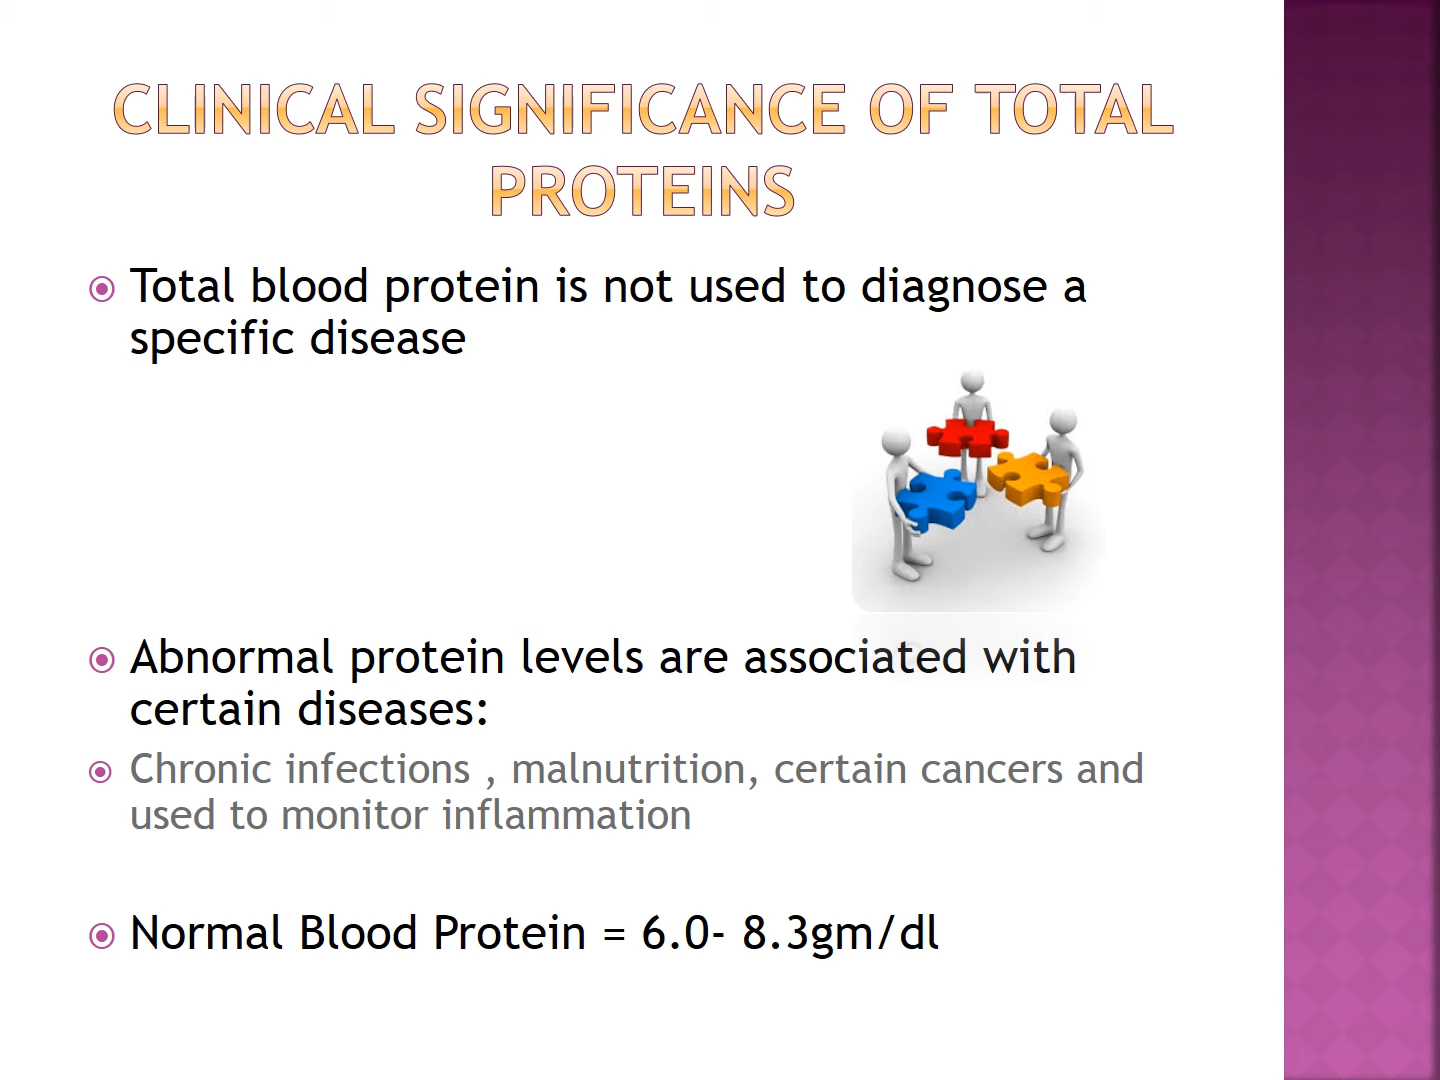 CLINICAL SIGNIFICANCE OF TOTAL
PROTEINS
Total blood protein is not used to diagnose a
specific disease
Abnormal protein levels are associated with
certain diseases:
Chronic infections , malnutrition, certain cancers and
used to monitor inflammation
Normal Blood Protein = 6.0- 8.3gm/dl